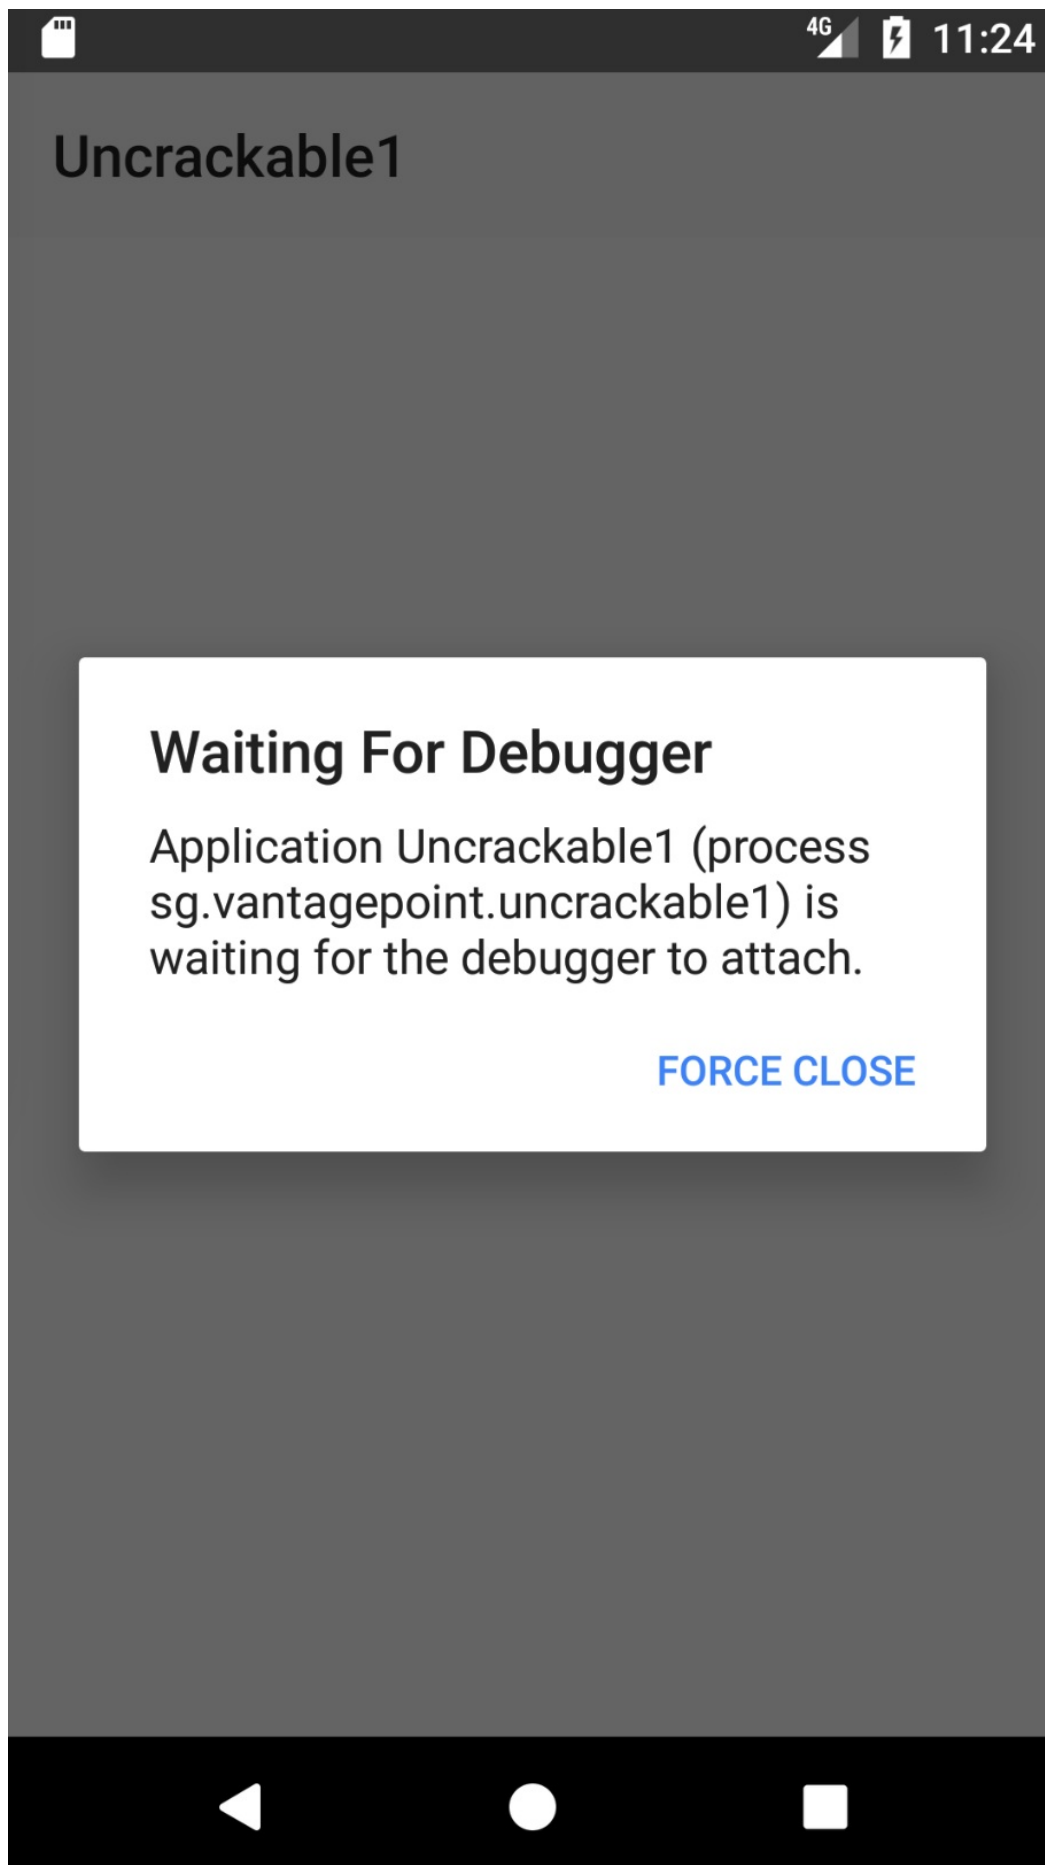 4G 11:24
Uncrackable1
Waiting For Debugger
Application Uncrackable1 (process
sg.vantagepoint.uncrackable1) is
waiting for the debugger to attach.
FORCE CLOSE